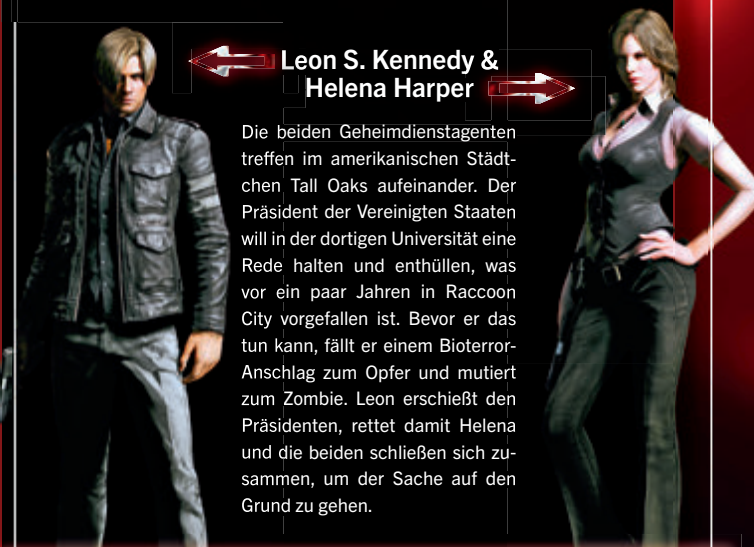 Leon S. Kennedy &
Helena Harper
Die beiden Geheimdienstagenten
treffen im amerikanischen Städt-
chen Tall Oaks aufeinander. Der
Präsident der Vereinigten Staaten
will in der dortigen Universität eine
Rede halten und enthüllen, was
vor ein paar Jahren in Raccoon
City vorgefallen ist. Bevor er das
tun kann, fällt er einem Bioterror-
Anschlag zum Opfer und mutiert
zum Zombie. Leon erschießt den
Präsidenten, rettet damit Helena
und die beiden schließen sich zu-
sammen, um der Sache auf den
Grund zu gehen.